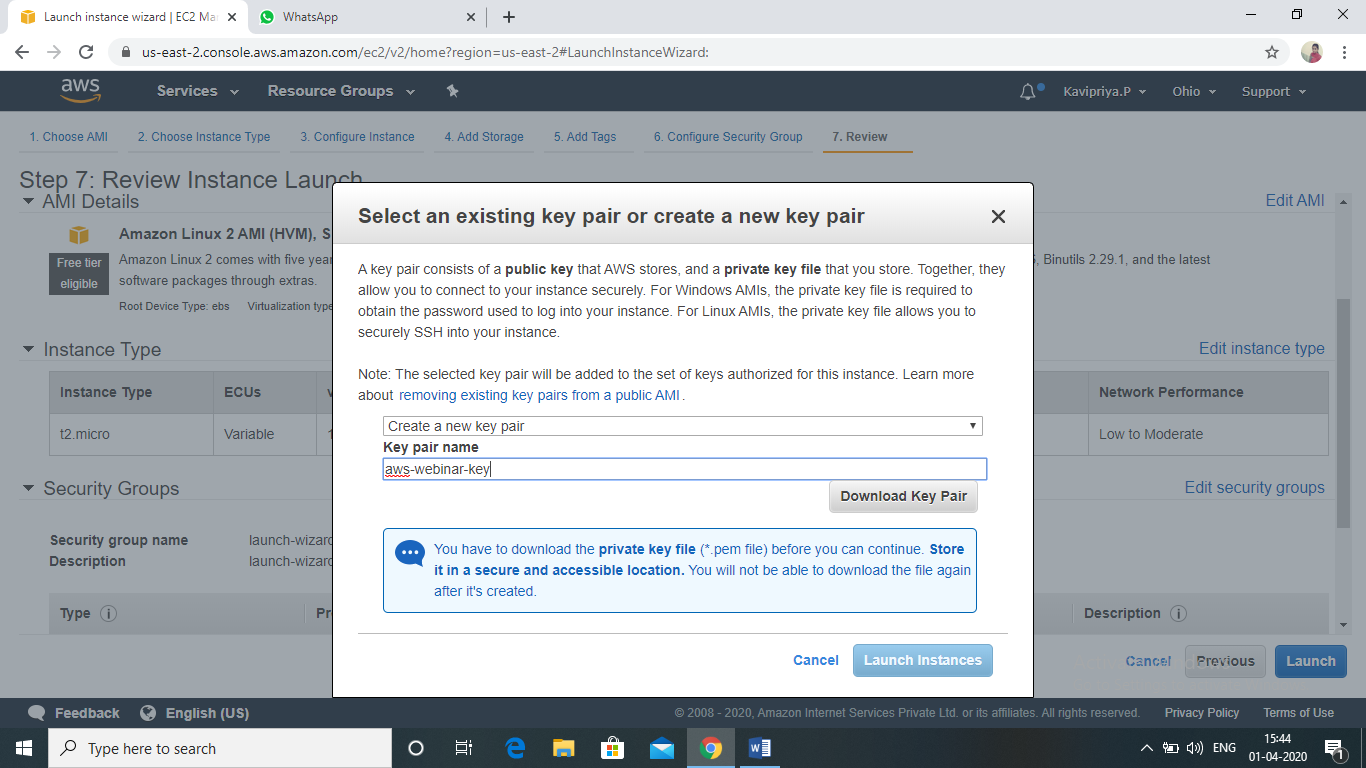 Launch instance wizard | EC2 Ma
WhatsApp
us-east-2.console.aws.amazon.com/ec2/v2/home?region=us-east-2#LaunchInstanceWizard:
aws
Services
Resource Groups
Kavipriya.P
Ohio
Support
1. Choose AMI
2. Choose Instance Type
3. Configure Instance
4. Add Storage
5. Add Tags
6. Configure Security Group
7. Review
Step 7: Review Instance Launch
AMI Details
Edit AMI
Amazon Linux 2 AMI (HVM), S
Free tier
eligible
Amazon Linux 2 comes with five year
, Binutils 2.29.1, and the latest
software packages through extras.
Root Device Type: ebs
Virtualization type
Instance Type
Edit instance type
Instance Type
ECUs
Network Performance
t2.micro
Variable
Low to Moderate
Security Groups
Edit security groups
Security group name
launch-wizard
Description
launch-wizard
Type
Pr
Description
Select an existing key pair or create a new key pair
A key pair consists of a public key that AWS stores, and a private key file that you store. Together, they
allow you to connect to your instance securely. For Windows AMIs, the private key file is required to
obtain the password used to log into your instance. For Linux AMIs, the private key file allows you to
securely SSH into your instance.
Note: The selected key pair will be added to the set of keys authorized for this instance. Learn more
about removing existing key pairs from a public AMI .
Create a new key pair
Key pair name
aws-webinar-key
Download Key Pair
You have to download the private key file (*.pem file) before you can continue. Store
it in a secure and accessible location. You will not be able to download the file again
after it's created.
Cancel
Launch Instances
Cancel
Previous
Launch
Feedback
English (US)
© 2008 - 2020, Amazon Internet Services Private Ltd. or its affiliates. All rights reserved.
Privacy Policy
Terms of Use
Type here to search
ENG
15:44
01-04-2020
1